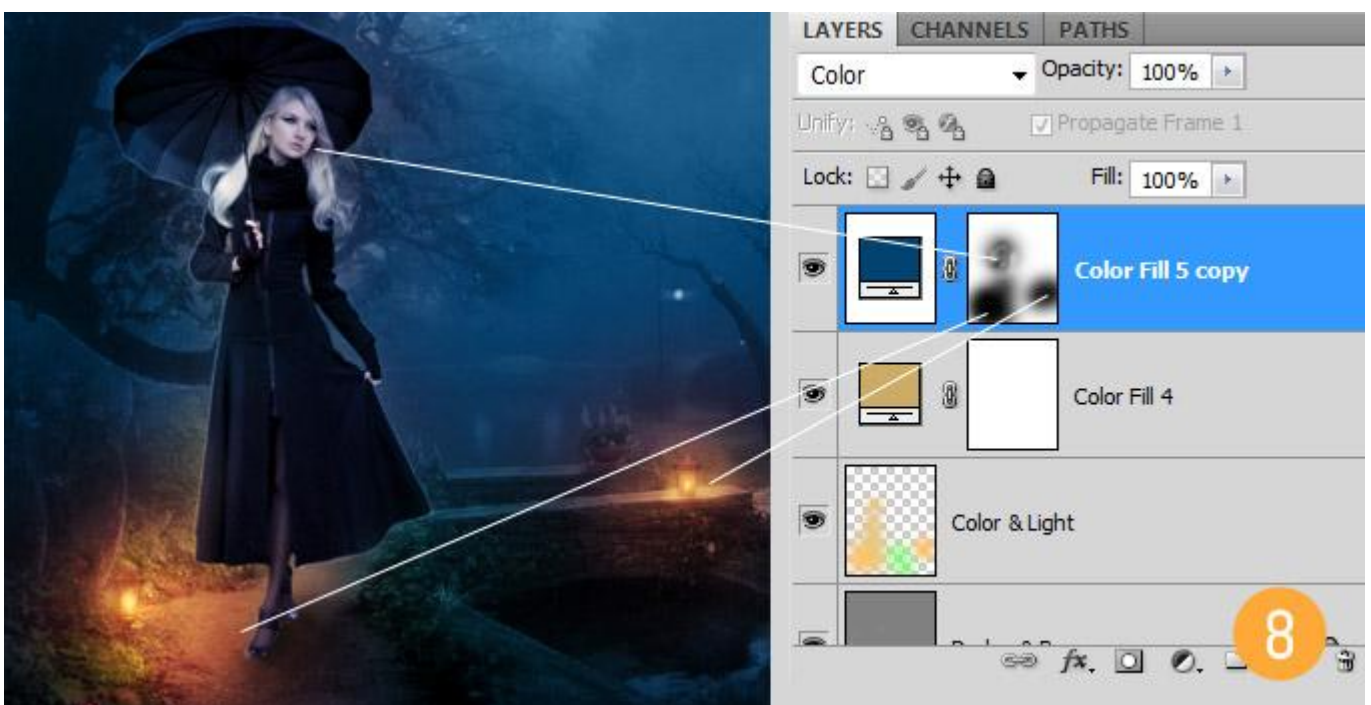 LAYERS CHANNELS PATHS
Color Opacity: 100%
Unify: Propagate Frame 1
Lock: Fill: 100%
Color Fill 5 copy
Color Fill 4
Color & Light
fx.
8